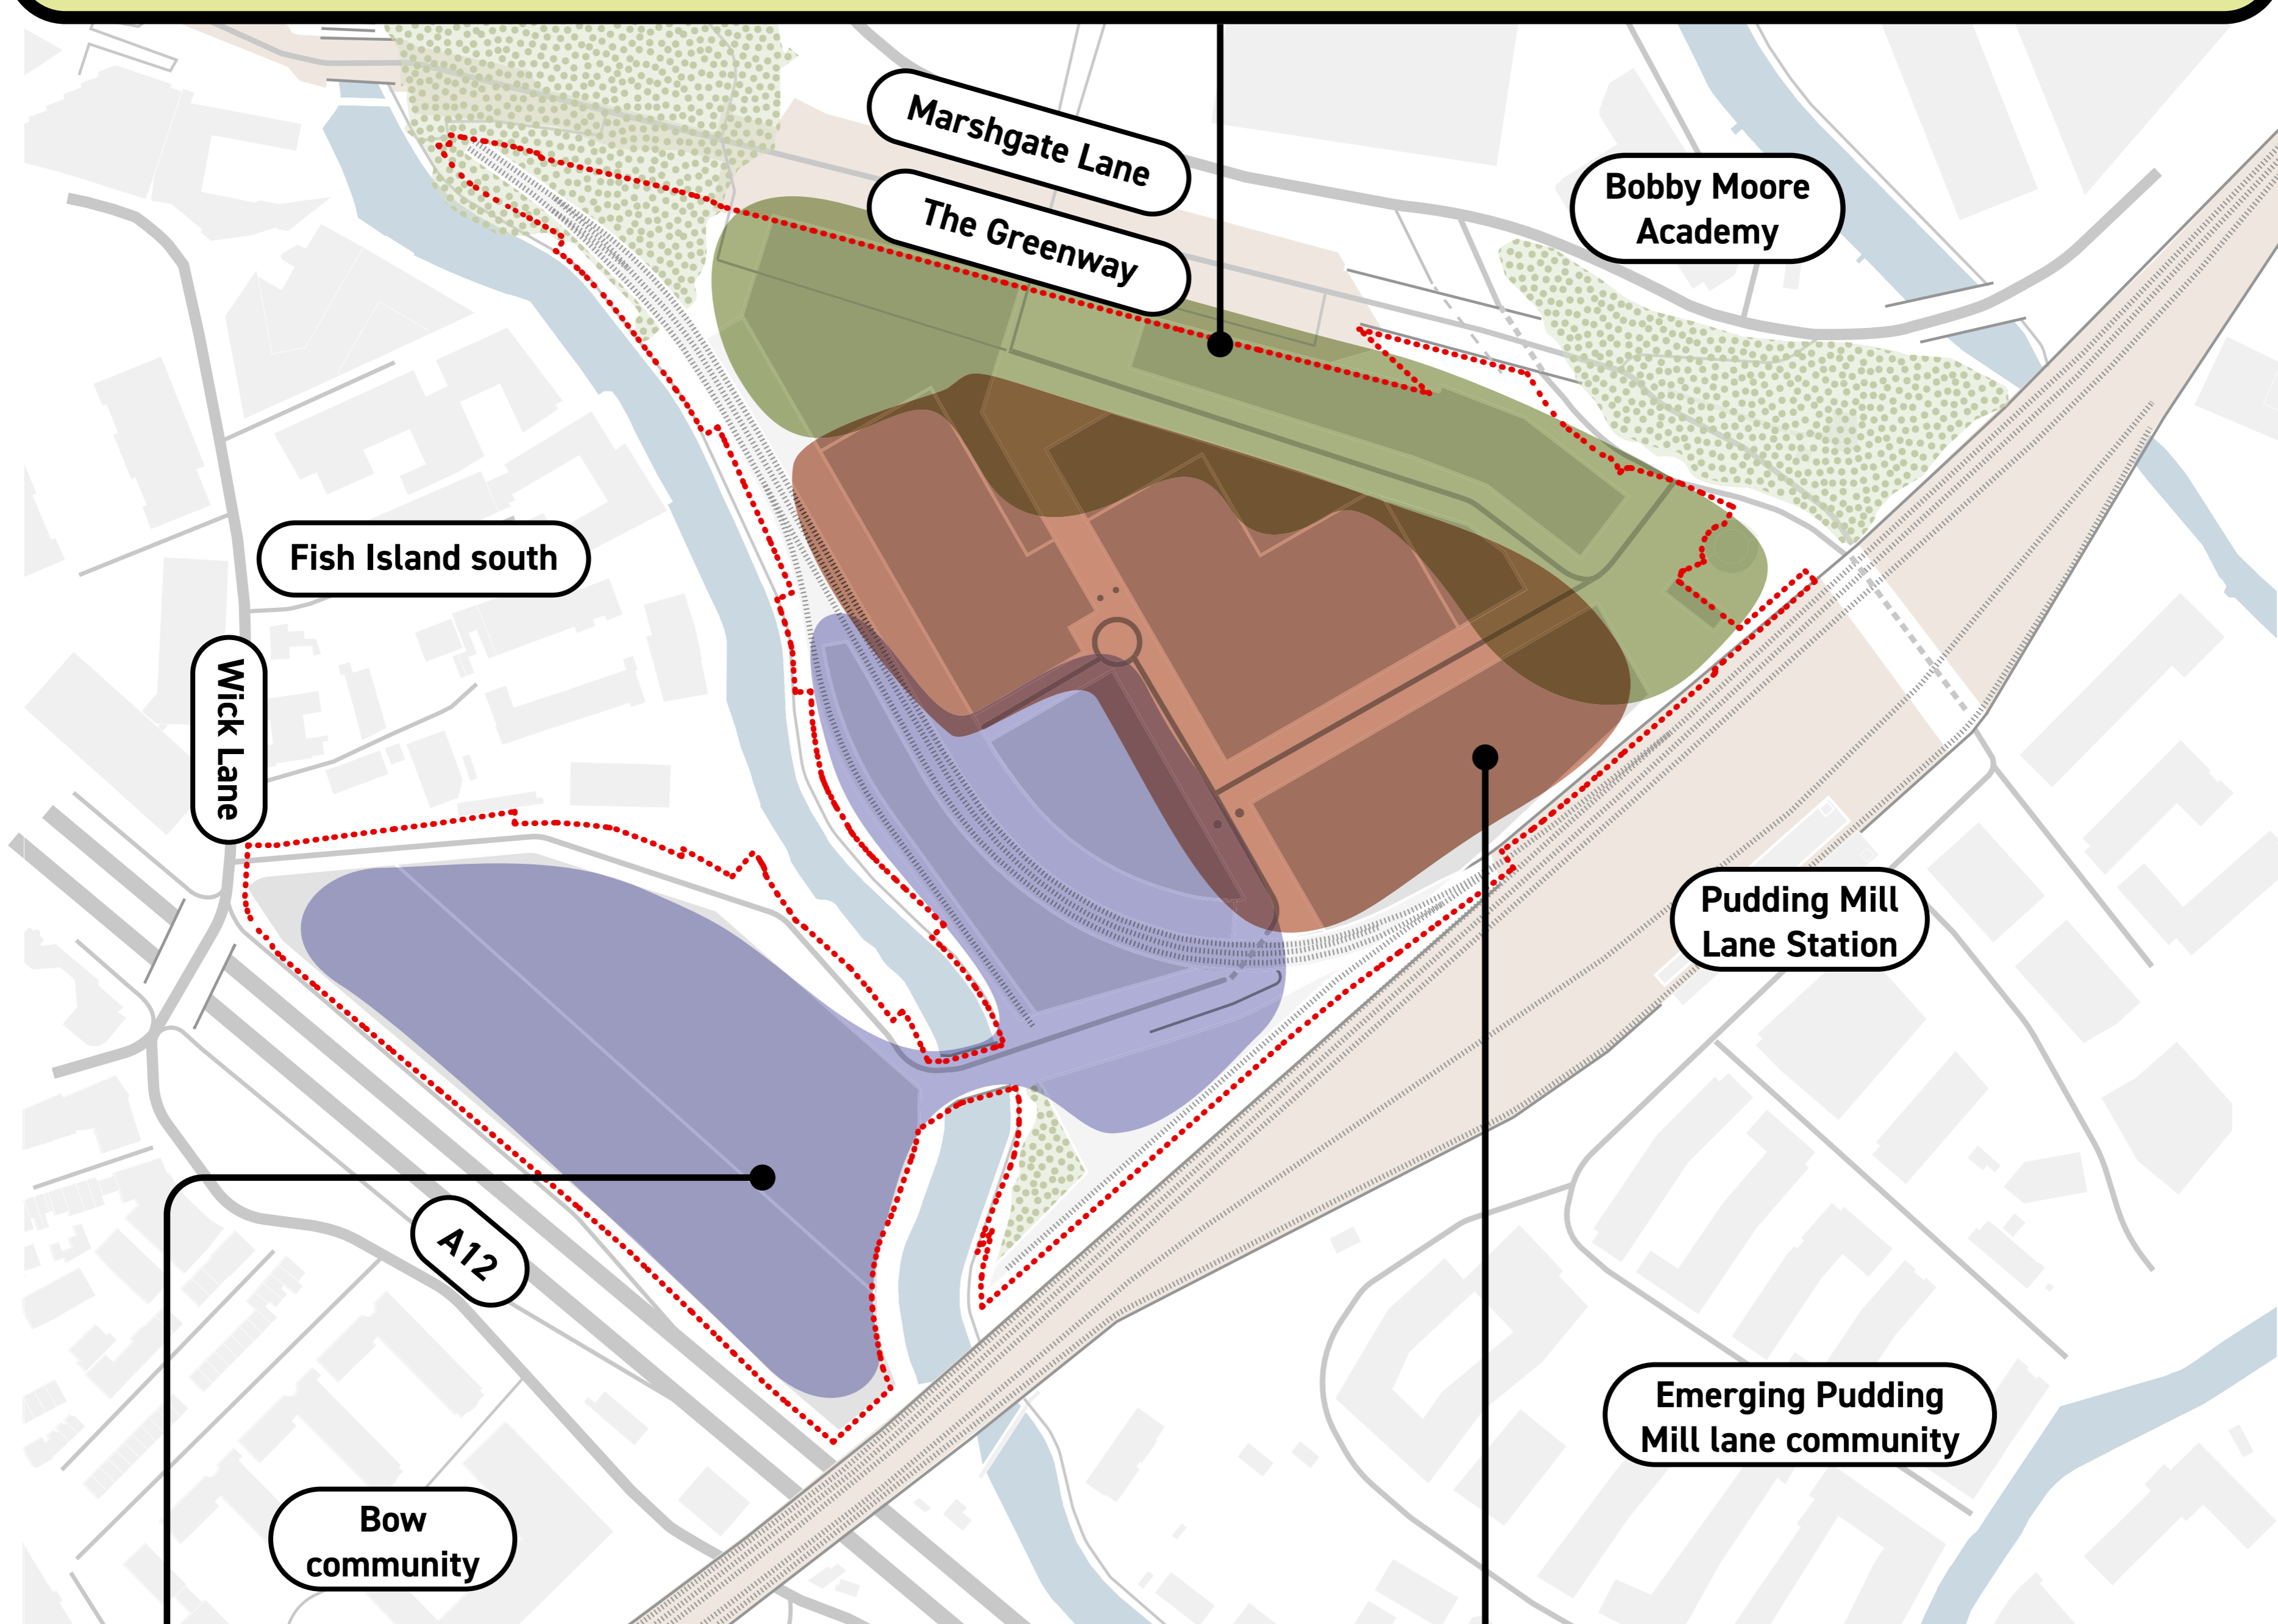 Marshgate Lane
The Greenway
Bobby Moore
Academy
Fish Island south
Wick Lane
Pudding Mill
Lane Station
A12
Emerging Pudding
Mill lane community
Bow
community